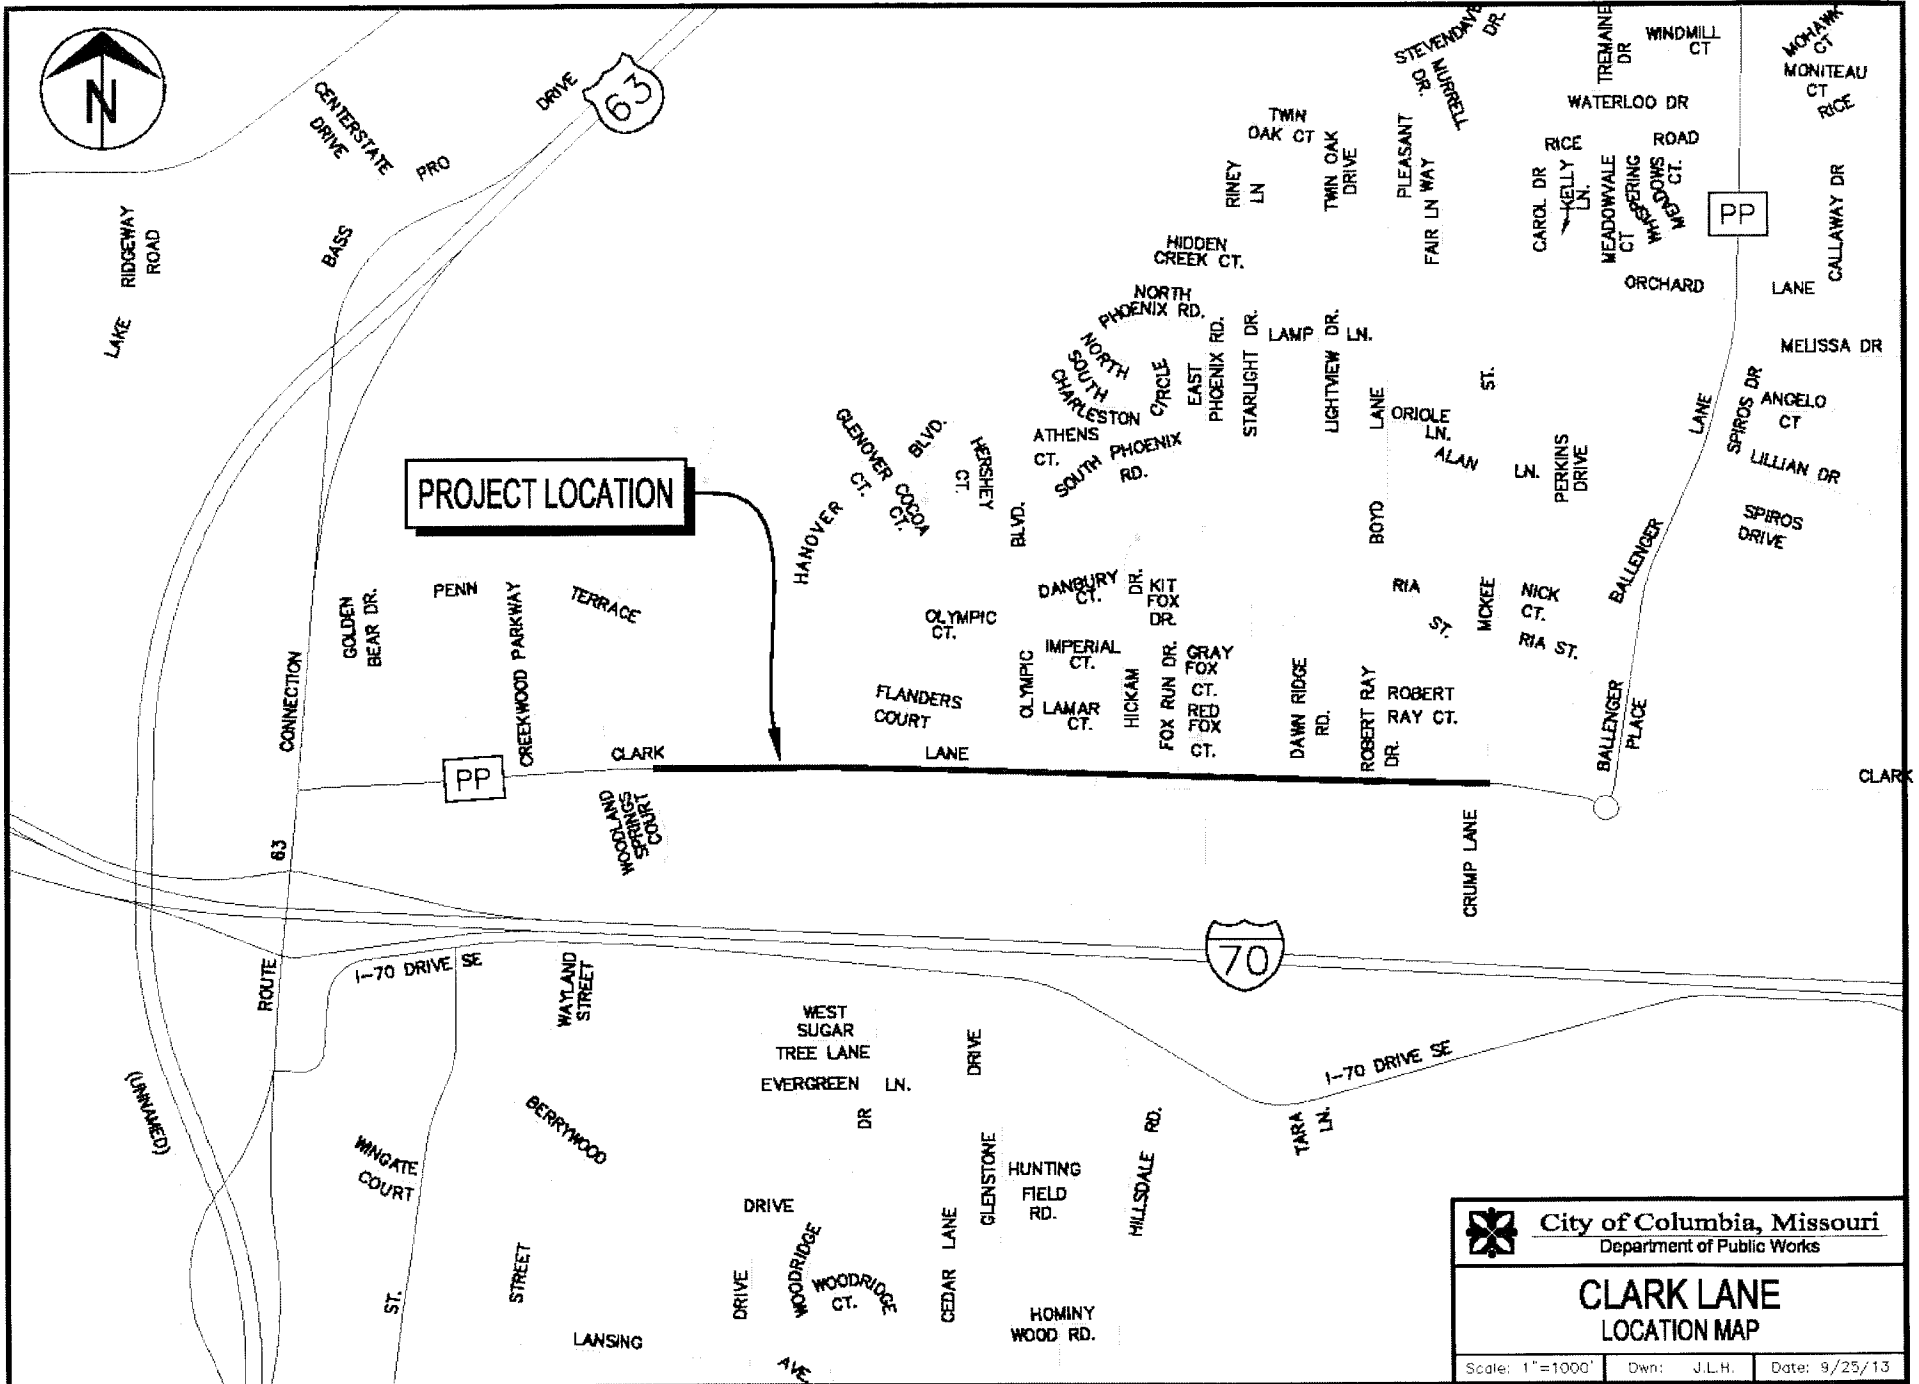 N
CENTERSTATE
DRIVE
DRIVE
63
PRO
BASS
RIDGEWAY
ROAD
LAKE
STEVENDAVE
DR.
MURRELL
DR.
TREMAINE
DR
WINDMILL
CT
MOHAWK
CT
MONITEAU
CT
RICE
WATERLOO DR
TWIN
OAK CT
TWIN OAK
DRIVE
RINEY
LN
PLEASANT
FAIR LN WAY
RICE
ROAD
CAROL DR
KELLY
LN.
MEADOWVALE
CT
WHISPERING
MEADOWS
CT.
PP
CALLAWAY DR
HIDDEN
CREEK CT.
ORCHARD
LANE
NORTH
PHOENIX RD.
NORTH
SOUTH
CHARLESTON
CIRCLE
EAST
PHOENIX RD.
STARLIGHT DR.
LAMP
LN.
LIGHTVIEW DR.
MELISSA DR
ST.
LANE
ORIOLE
LN.
ALAN
LN.
PERKINS
DRIVE
LANE
SPIROS DR
ANGELO
CT
LILLIAN DR
SPIROS
DRIVE
GLENOVER
CT.
BLVD.
COCOA
CT.
HERSHEY
CT.
ATHENS
CT.
SOUTH PHOENIX
RD.
PROJECT LOCATION
HANOVER
BLVD.
BOYD
BALLENGER
PENN
TERRACE
GOLDEN
BEAR DR.
CREEKWOOD PARKWAY
CONNECTION
DANBURY
CT.
DR.
KIT
FOX
DR.
RIA
ST.
MCKEE
NICK
CT.
RIA ST.
OLYMPIC
CT.
IMPERIAL
CT.
OLYMPIC
LAMAR
CT.
HICKAM
FOX RUN DR.
GRAY
FOX
CT.
RED
FOX
CT.
FLANDERS
COURT
DAWN RIDGE
RD.
ROBERT RAY
DR.
ROBERT
RAY CT.
BALLENGER
PLACE
CLARK
LANE
PP
CLARK
WOODLAND
SPRINGS
COURT
63
CRUMP LANE
ROUTE
I-70 DRIVE SE
WAYLAND
STREET
70
WEST
SUGAR
TREE LANE
EVERGREEN
LN.
DR
DRIVE
I-70 DRIVE SE
TARA
LN.
(UNNAMED)
BERRYWOOD
WINGATE
COURT
GLENSTONE
HUNTING
FIELD
RD.
HILLSDALE RD.
DRIVE
STREET
ST.
DRIVE
WOODRIDGE
WOODRIDGE
CT.
CEDAR LANE
HOMINY
WOOD RD.
LANSING
AVE.
City of Columbia, Missouri
Department of Public Works
CLARK LANE
LOCATION MAP
Scale: 1"=1000'
Dwn: J.L.H.
Date: 9/25/13